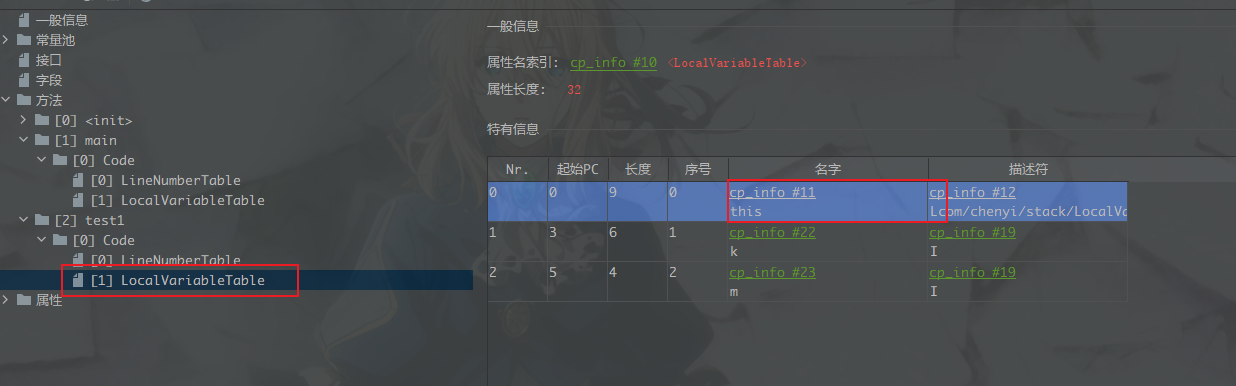 一般信息
常量池
接口
字段
方法
[0] <init>
[1] main
[0] Code
[0] LineNumberTable
[1] LocalVariableTable
[2] test1
[0] Code
[0] LineNumberTable
[1] LocalVariableTable
属性
一般信息
属性名索引: cp_info #10 <LocalVariableTable>
属性长度: 32
特有信息
Nr. 起始PC 长度 序号 名字 描述符
0 0 9 0 cp_info #11 cp_info #12
this Lcom/chenyi/stack/LocalVa
1 3 6 1 cp_info #22 cp_info #19
k I
2 5 4 2 cp_info #23 cp_info #19
m I